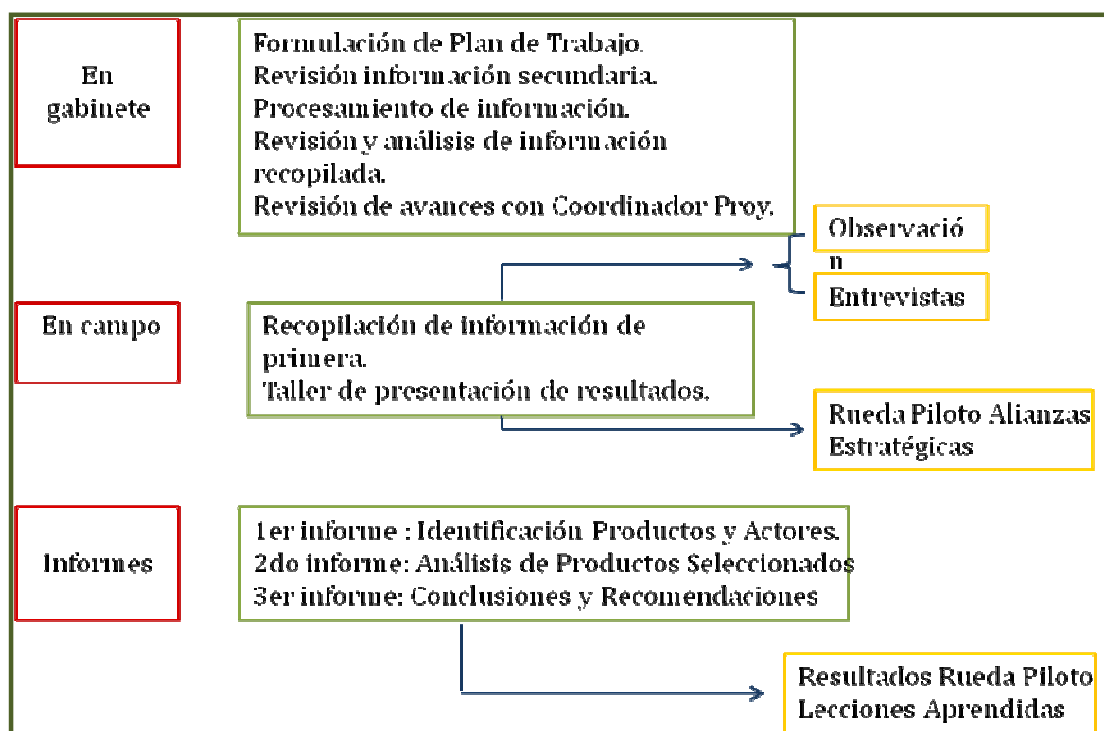 En
gabinete
Formulación de Plan de Trabajo.
Revisión información secundaria.
Procesamiento de información.
Revisión y análisis de información
recopilada.
Revisión de avances con Coordinador Proy.
Observació
n
Entrevistas
En campo
Recopilación de información de
primera.
Taller de presentación de resultados.
Rueda Piloto Alianzas
Estratégicas
Informes
1er informe : Identificación Productos y Actores.
2do informe: Análisis de Productos Seleccionados
3er informe: Conclusiones y Recomendaciones
Resultados Rueda Piloto
Lecciones Aprendidas